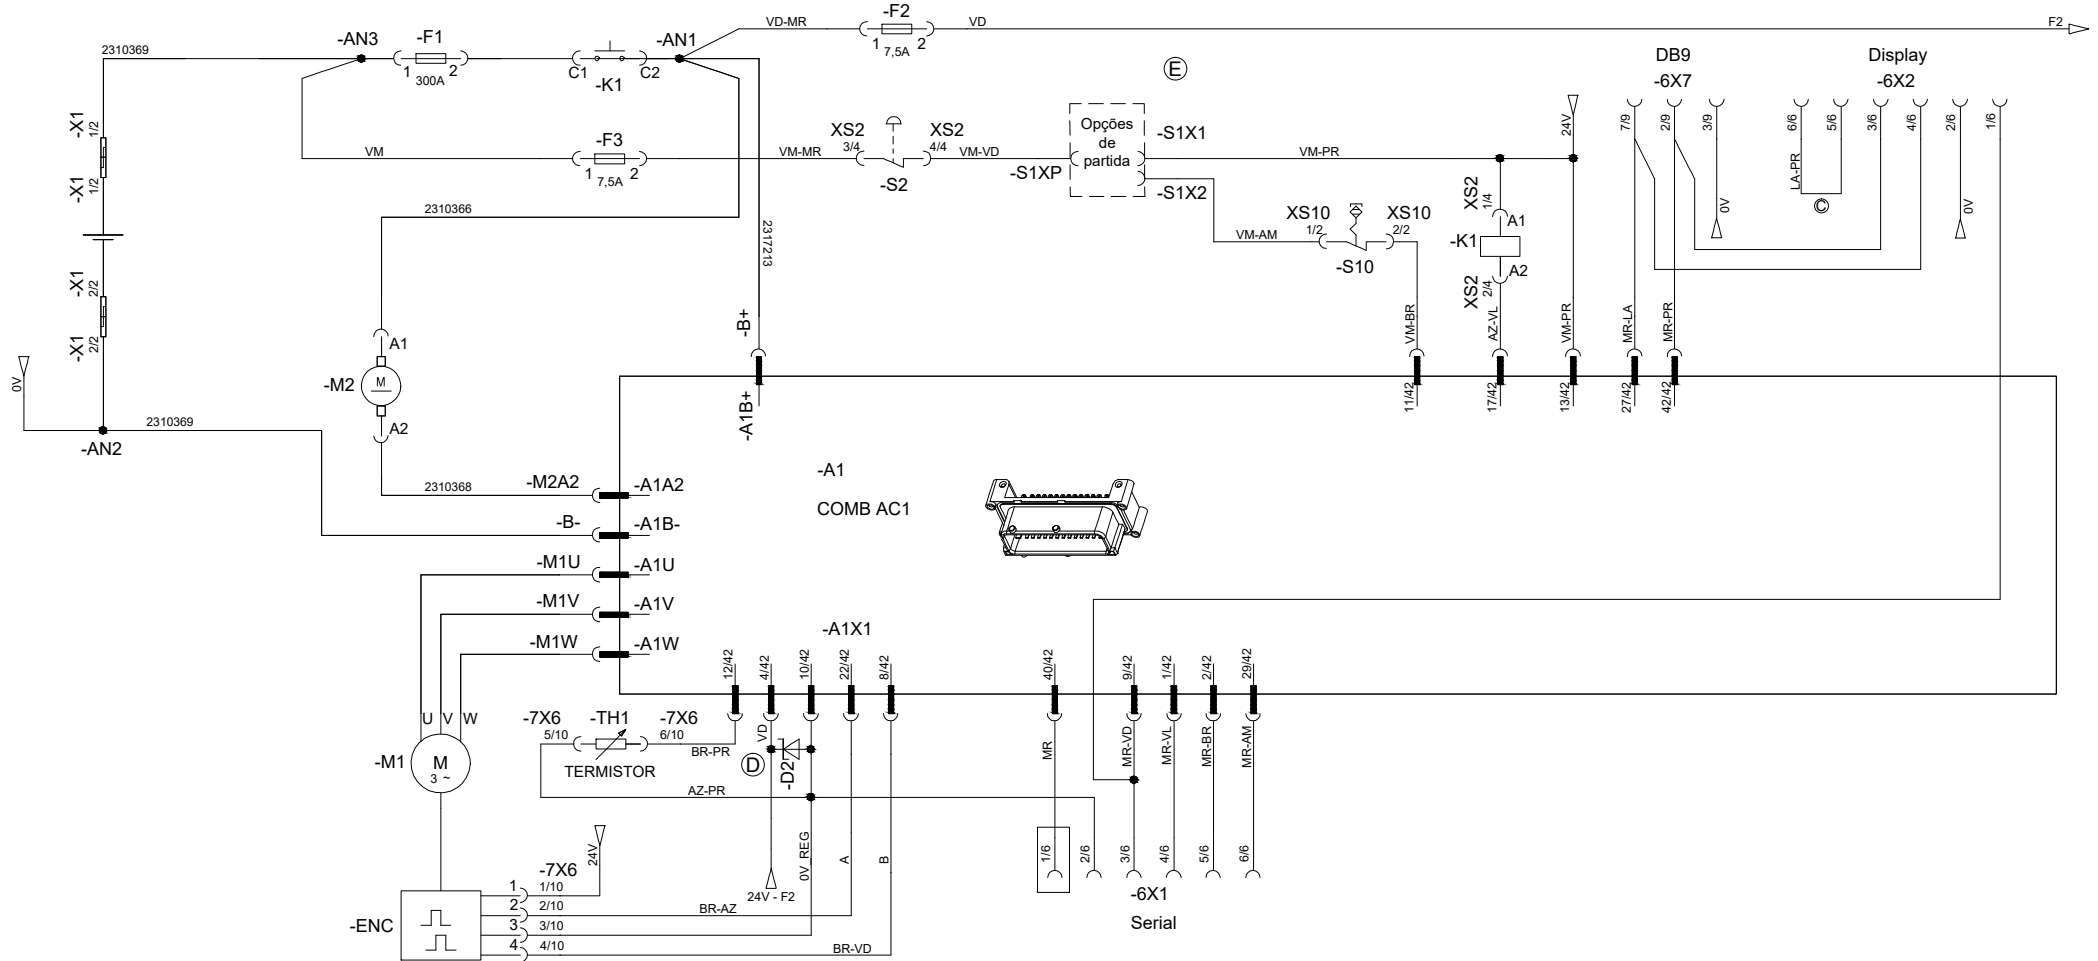 VD-MR
-F2
1
2
7,5A
VD
F2
2310369
-AN3
-F1
1
2
300A
C1
C2
-K1
-AN1
E
DB9
-6X7
Display
-6X2
7/9
2/9
3/9
6/6
5/6
3/6
4/6
2/6
1/6
-X1
1/2
-X1
1/2
VM
-F3
1
2
7,5A
VM-MR
XS2
3/4
XS2
4/4
-S2
VM-VD
-S1XP
Opções
de
partida
-S1X1
-S1X2
VM-PR
24V
LA-PR
C
0V
0V
2310366
2317213
VM-AM
XS10
1/2
XS10
2/2
-S10
XS2
1/4
A1
-K1
A2
XS2
2/4
-X1
2/2
-X1
2/2
0V
-AN2
2310369
A1
-M2
M
A2
-B+
-A1B+
VM-BR
AZ-VL
VM-PR
MR-LA
MR-PR
11/42
17/42
13/42
27/42
42/42
2310368
-M2A2
-A1A2
-B-
-A1B-
-M1U
-A1U
-M1V
-A1V
-M1W
-A1W
-A1
COMB AC1
-A1X1
12/42
4/42
10/42
22/42
8/42
40/42
9/42
1/42
2/42
29/42
U
V
W
-M1
M
3 ~
-7X6
5/10
-TH1
TERMISTOR
-7X6
6/10
BR-PR
VD
D
-D2
AZ-PR
MR
MR-VD
MR-VL
MR-BR
MR-AM
24V - F2
0V REG
A
B
1/6
2/6
3/6
4/6
5/6
6/6
-6X1
Serial
24V
-7X6
-ENC
1
1/10
2
2/10
BR-AZ
3
3/10
4
4/10
BR-VD